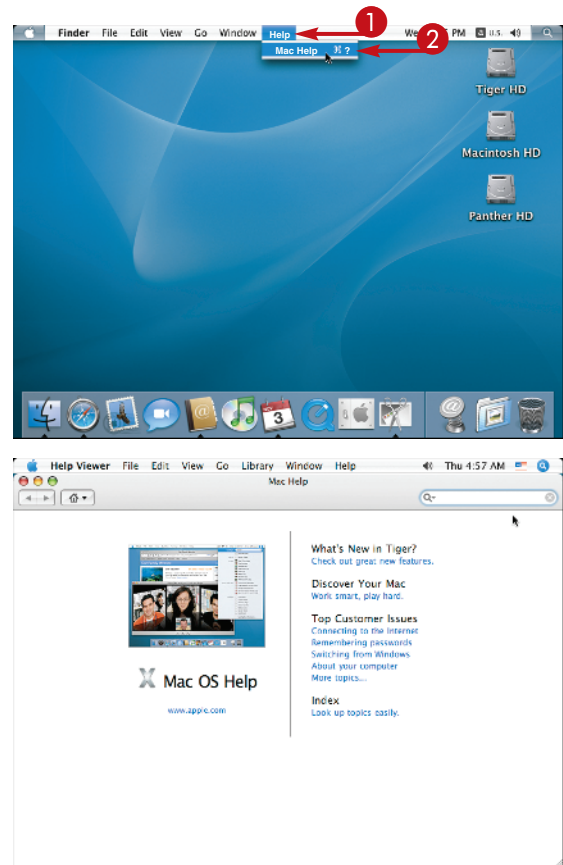 1
Finder File Edit View Go Window Help We PM U.S.
2
Mac Help ⌘ ?
Tiger HD
Macintosh HD
Panther HD
3
Help Viewer File Edit View Go Library Window Help Thu 4:57 AM
Mac Help
What's New in Tiger?
Check out great new features.
Discover Your Mac
Work smart, play hard.
Top Customer Issues
Connecting to the Internet
Remembering passwords
Switching from Windows
About your computer
More topics...
Index
Look up topics easily.
X Mac OS Help
www.apple.com